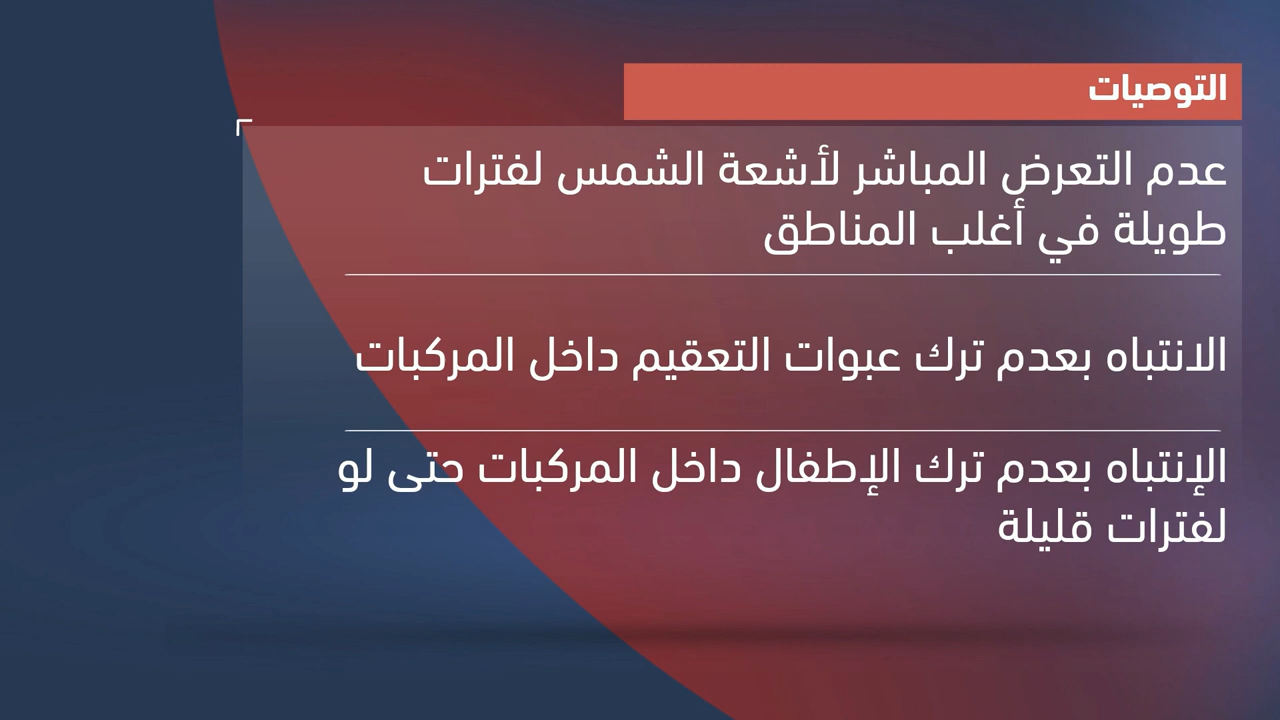 التوصيات
عدم التعرض المباشر لأشعة الشمس لفترات
طويلة في أغلب المناطق
الانتباه بعدم ترك عبوات التعقيم داخل المركبات
الإنتباه بعدم ترك الإطفال داخل المركبات حتى لو
لفترات قليلة